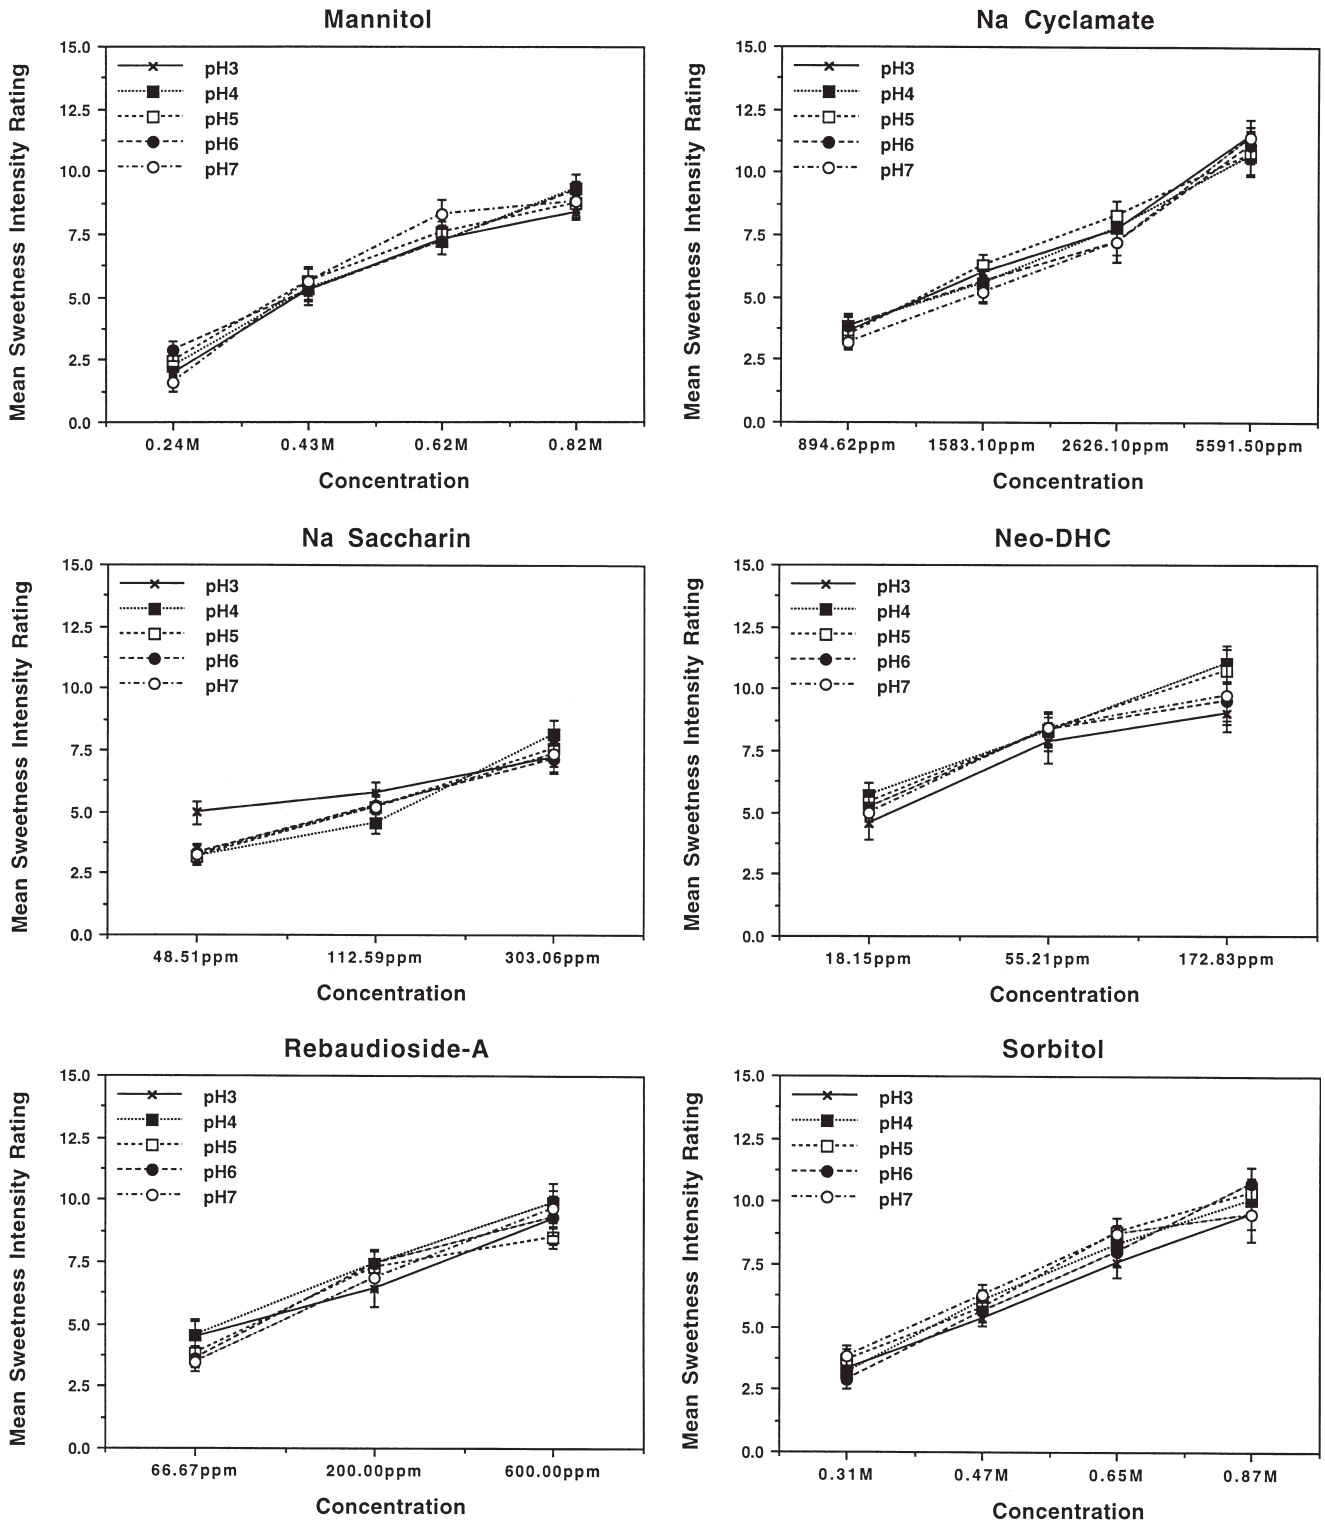 Mannitol
Mean Sweetness Intensity Rating
15.0
12.5
10.0
7.5
5.0
2.5
0.0
pH3
pH4
pH5
pH6
pH7
0.24M 0.43M 0.62M 0.82M
Concentration
Na Cyclamate
Mean Sweetness Intensity Rating
15.0
12.5
10.0
7.5
5.0
2.5
0.0
pH3
pH4
pH5
pH6
pH7
894.62ppm 1583.10ppm 2626.10ppm 5591.50ppm
Concentration
Na Saccharin
Mean Sweetness Intensity Rating
15.0
12.5
10.0
7.5
5.0
2.5
0.0
pH3
pH4
pH5
pH6
pH7
48.51ppm 112.59ppm 303.06ppm
Concentration
Neo-DHC
Mean Sweetness Intensity Rating
15.0
12.5
10.0
7.5
5.0
2.5
0.0
pH3
pH4
pH5
pH6
pH7
18.15ppm 55.21ppm 172.83ppm
Concentration
Rebaudioside-A
Mean Sweetness Intensity Rating
15.0
12.5
10.0
7.5
5.0
2.5
0.0
pH3
pH4
pH5
pH6
pH7
66.67ppm 200.00ppm 600.00ppm
Concentration
Sorbitol
Mean Sweetness Intensity Rating
15.0
12.5
10.0
7.5
5.0
2.5
0.0
pH3
pH4
pH5
pH6
pH7
0.31M 0.47M 0.65M 0.87M
Concentration